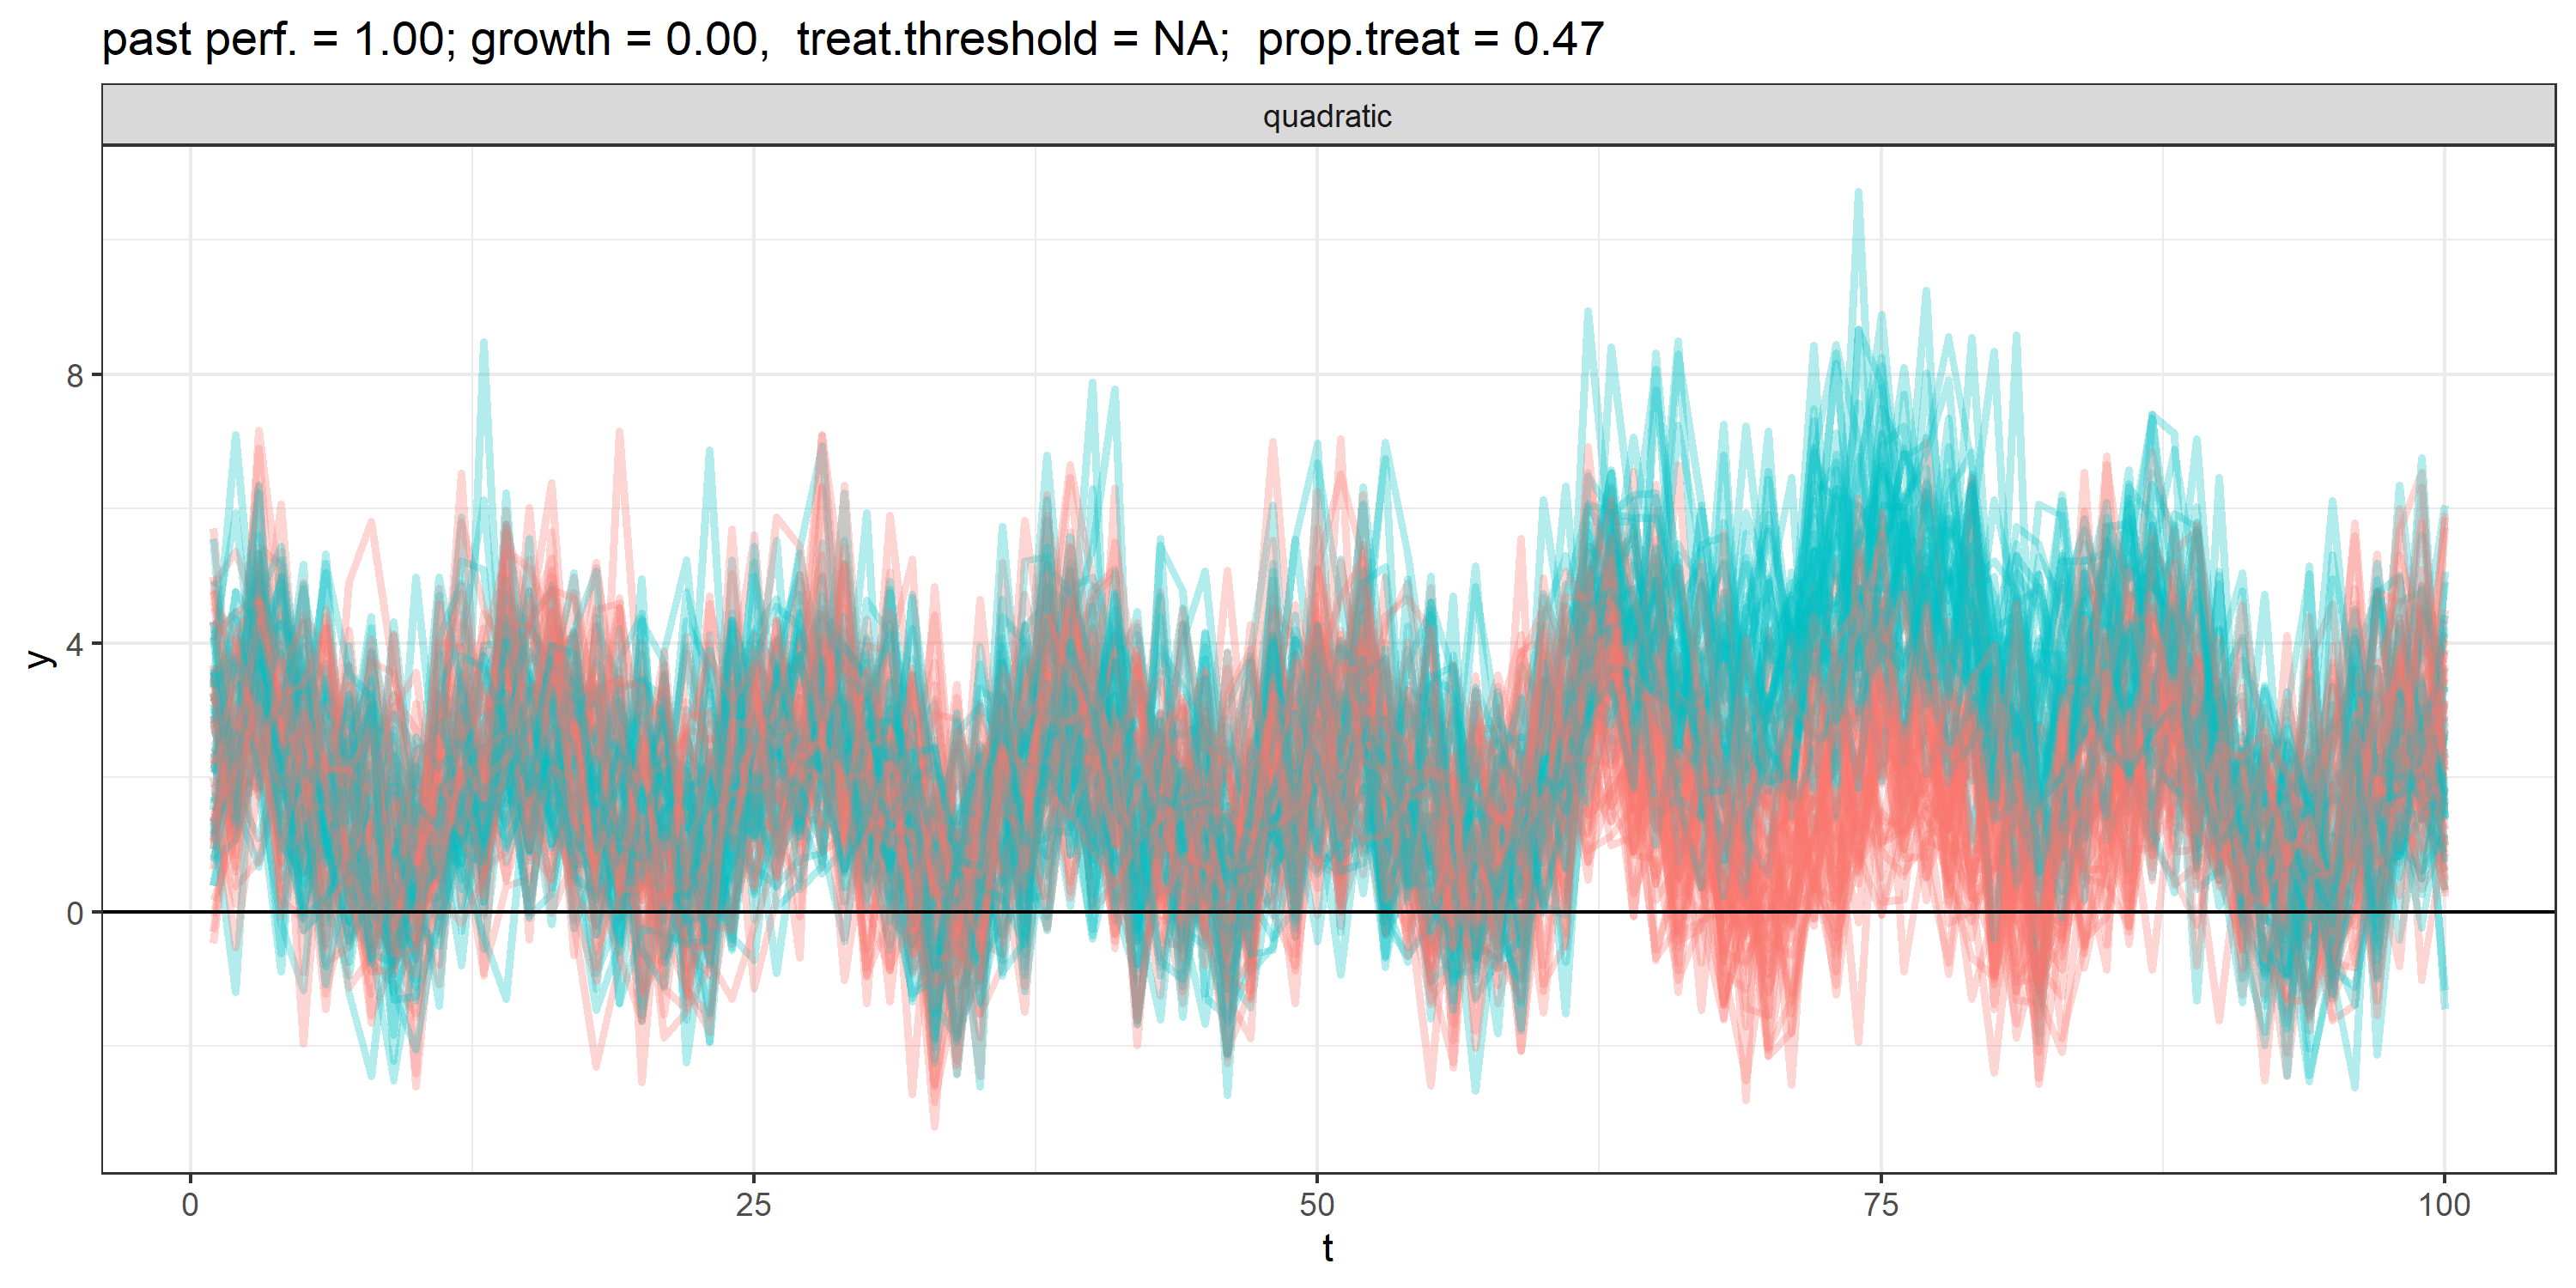 past perf. = 1.00; growth = 0.00,  treat.threshold = NA;  prop.treat = 0.47
quadratic
8
4
0
y
0 25 50 75 100
t